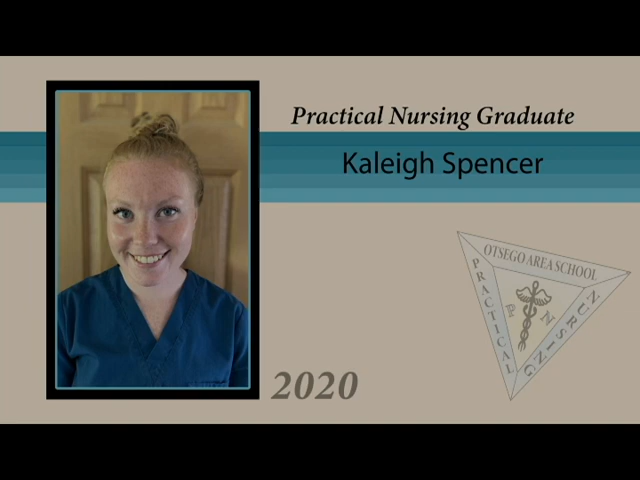 Practical Nursing Graduate
Kaleigh Spencer
OTSEGO AREA SCHOOL
PRACTICAL
NURSING
P N
2020